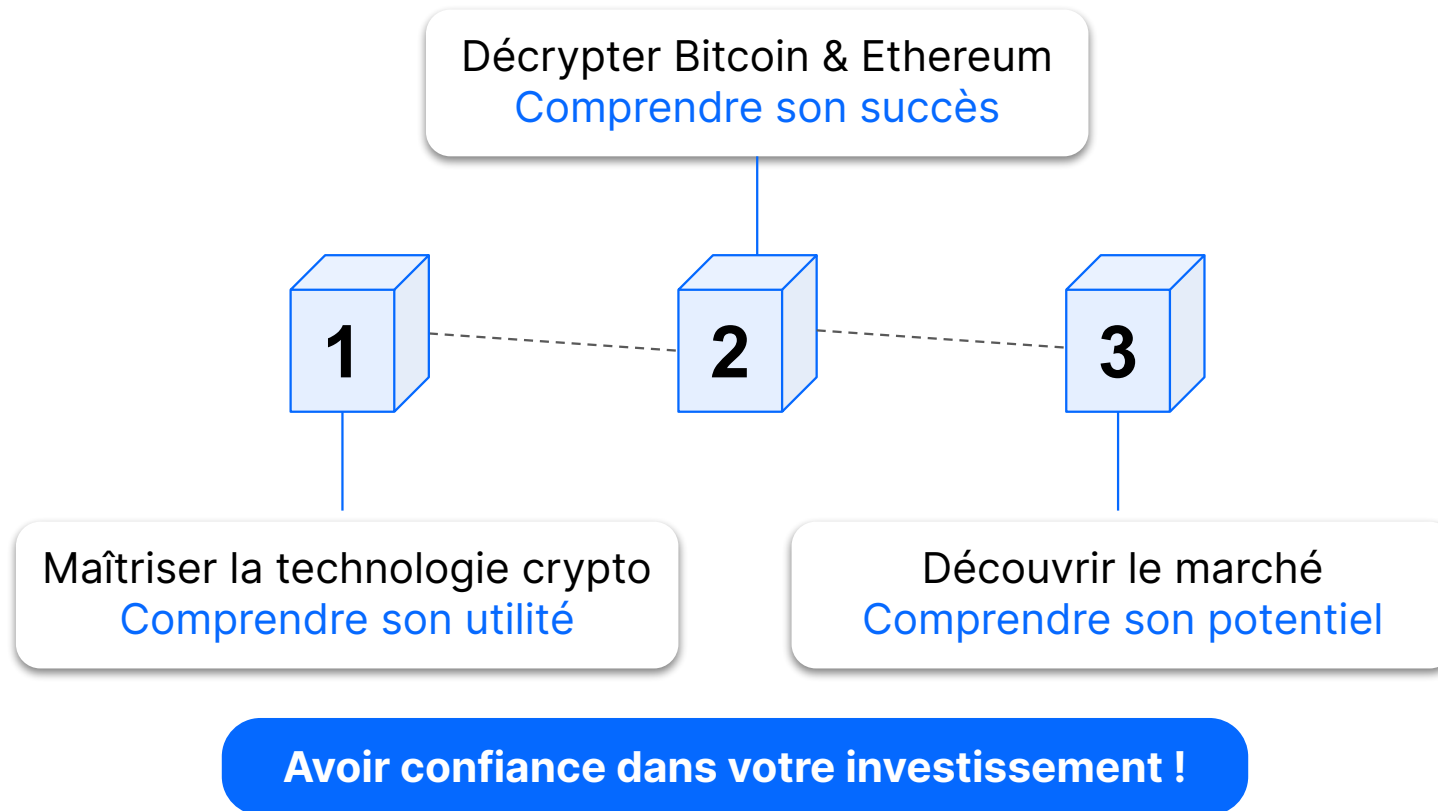 Décrypter Bitcoin & Ethereum
Comprendre son succès
1
2
3
Maîtriser la technologie crypto
Comprendre son utilité
Découvrir le marché
Comprendre son potentiel
Avoir confiance dans votre investissement !